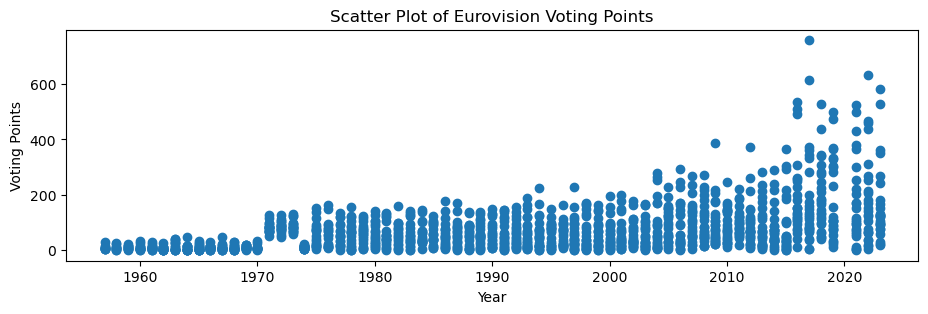 Scatter Plot of Eurovision Voting Points
Voting Points
600
400
200
0
1960 1970 1980 1990 2000 2010 2020
Year